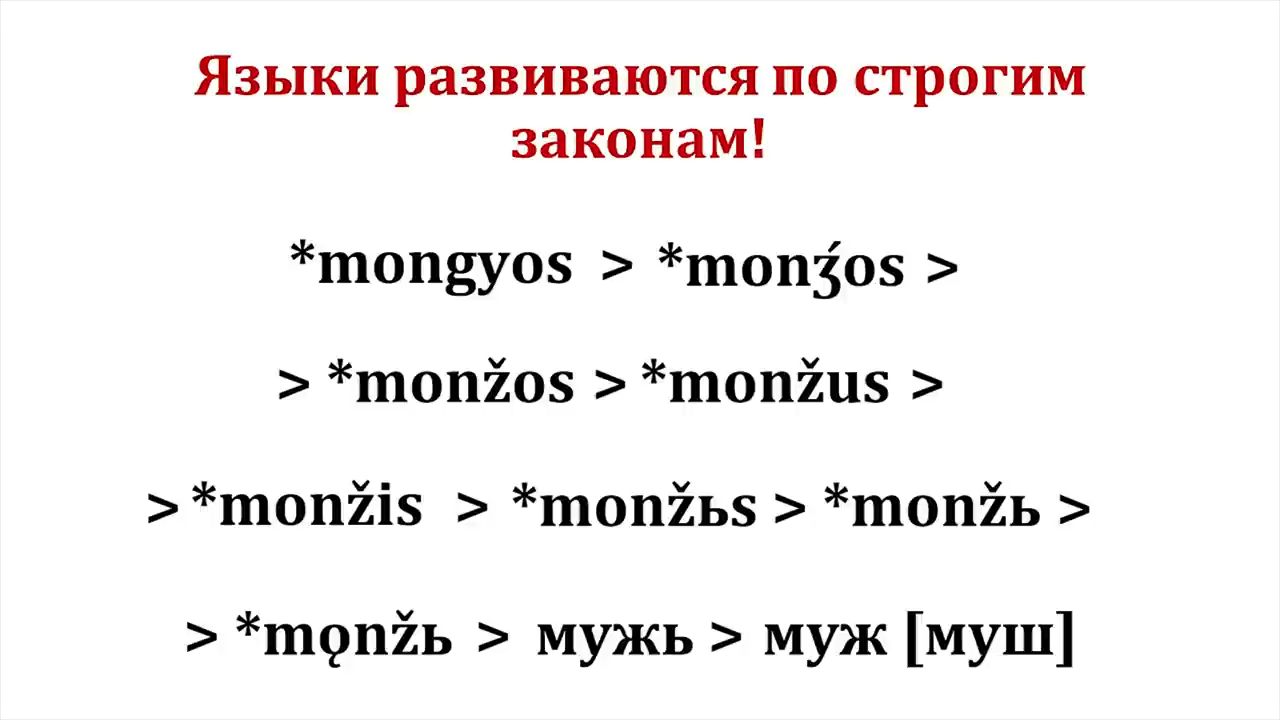 Языки развиваются по строгим
законам!
*mongyos > *monʒ́os >
> *monžos > *monžus >
> *monžis > *monžьs > *monžь >
> *mǫnžь > мужь > муж [муш]